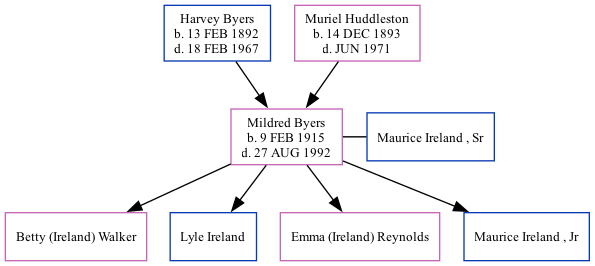 Harvey Byers
b. 13 FEB 1892
d. 18 FEB 1967
Muriel Huddleston
b. 14 DEC 1893
d. JUN 1971
Mildred Byers
b. 9 FEB 1915
d. 27 AUG 1992
Maurice Ireland , Sr
Betty (Ireland) Walker
Lyle Ireland
Emma (Ireland) Reynolds
Maurice Ireland , Jr